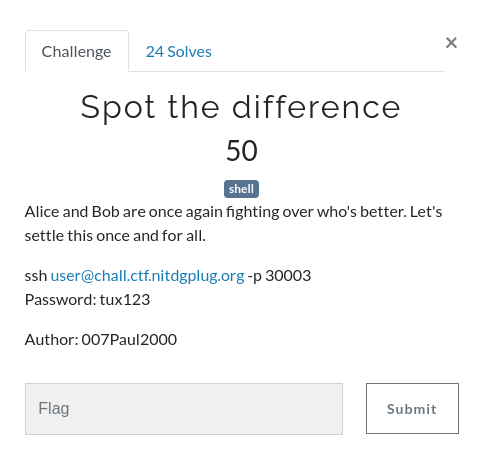 ×
Challenge
24 Solves
Spot the difference
50
shell
Alice and Bob are once again fighting over who's better. Let's
settle this once and for all.
ssh user@chall.ctf.nitdgplug.org -p 30003
Password: tux123
Author: 007Paul2000
Flag
Submit